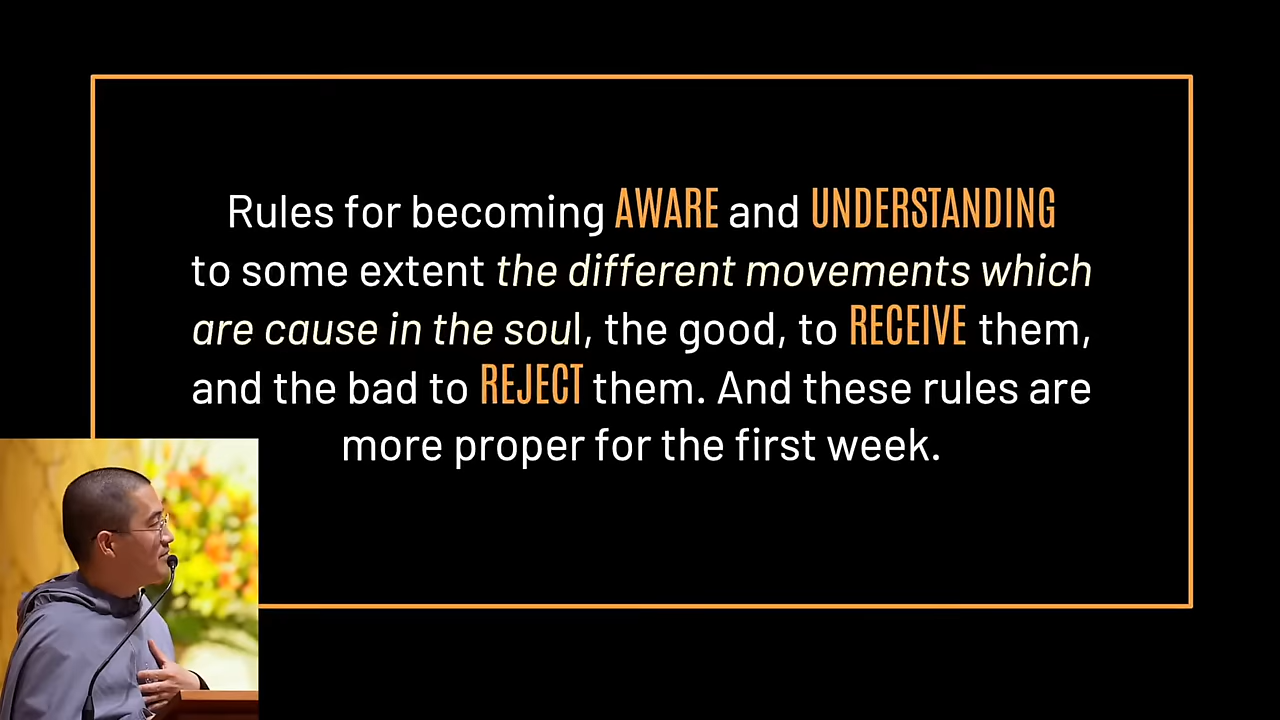 Rules for becoming AWARE and UNDERSTANDING
to some extent the different movements which
are cause in the soul, the good, to RECEIVE them,
and the bad to REJECT them. And these rules are
more proper for the first week.